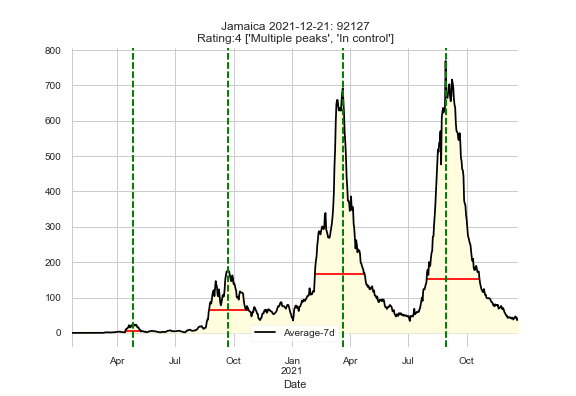 Jamaica 2021-12-21: 92127
Rating:4 ['Multiple peaks', 'In control']
800
700
600
500
400
300
200
100
0
Average-7d
Apr Jul Oct Jan Apr Jul Oct
2021
Date